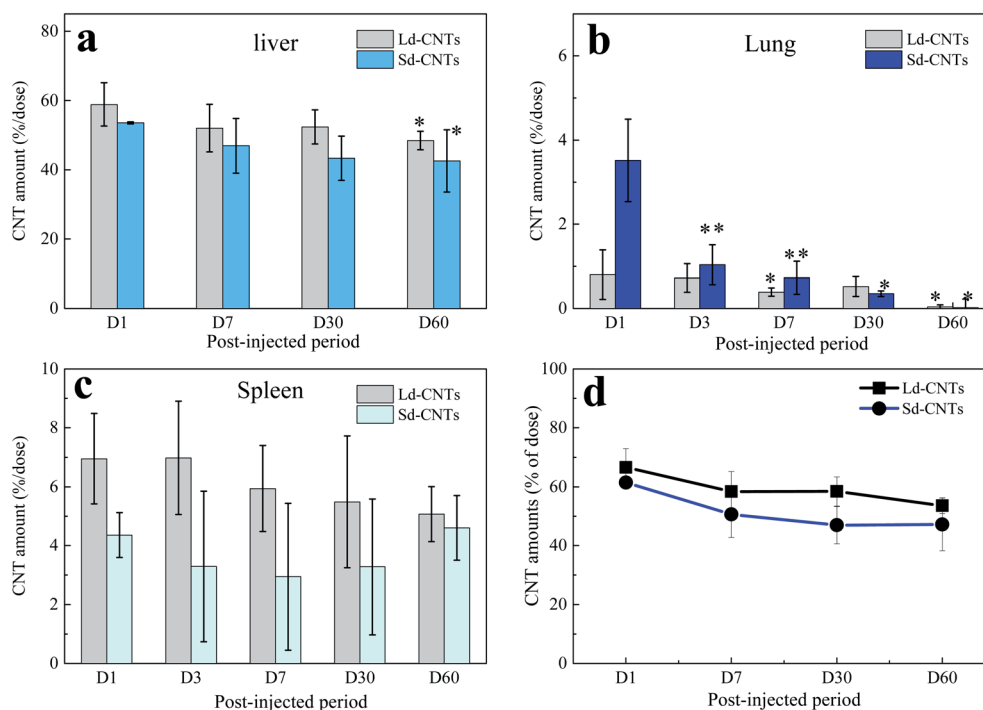 a
liver
Ld-CNTs
Sd-CNTs
80
60
40
20
0
CNT amount (%/dose)
* *
D1 D7 D30 D60
Post-injected period
b
Lung
Ld-CNTs
Sd-CNTs
6
4
2
0
CNT amount (%/dose)
** * ** * * *
D1 D3 D7 D30 D60
Post-injected period
c
Spleen
Ld-CNTs
Sd-CNTs
10
8
6
4
2
0
CNT amount (%/dose)
D1 D3 D7 D30 D60
Post-injected period
d
Ld-CNTs
Sd-CNTs
100
80
60
40
20
0
CNT amounts (% of dose)
D1 D7 D30 D60
Post-injected period